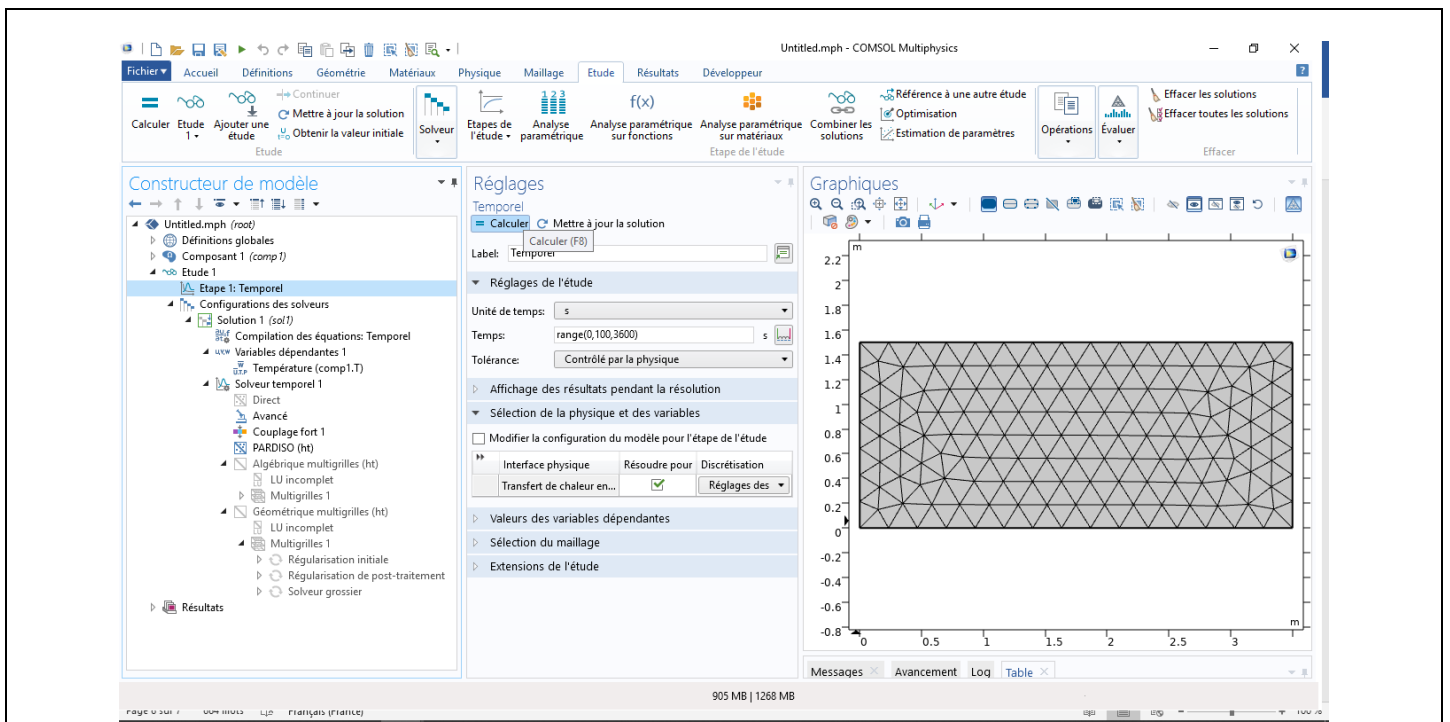 Untitled.mph - COMSOL Multiphysics
Fichier Accueil Définitions Géométrie Matériaux Physique Maillage Etude Résultats Développeur
Calculer
Etude 1
Ajouter une étude
Continuer
Mettre à jour la solution
Obtenir la valeur initiale
Etude
Solveur
Etapes de l'étude
Analyse paramétrique
f(x)
Analyse paramétrique sur fonctions
Analyse paramétrique sur matériaux
Combiner les solutions
Référence à une autre étude
Optimisation
Estimation de paramètres
Etape de l'étude
Opérations
Évaluer
Effacer les solutions
Effacer toutes les solutions
Effacer
Constructeur de modèle
Untitled.mph (root)
Définitions globales
Composant 1 (comp1)
Etude 1
Etape 1: Temporel
Configurations des solveurs
Solution 1 (sol1)
Compilation des équations: Temporel
Variables dépendantes 1
Température (comp1.T)
Solveur temporel 1
Direct
Avancé
Couplage fort 1
PARDISO (ht)
Algébrique multigrilles (ht)
LU incomplet
Multigrilles 1
Géométrique multigrilles (ht)
LU incomplet
Multigrilles 1
Régularisation initiale
Régularisation de post-traitement
Solveur grossier
Résultats
Réglages
Temporel
Calculer Mettre à jour la solution
Calculer (F8)
Label: Temporel
Réglages de l'étude
Unité de temps: s
Temps: range(0,100,3600) s
Tolérance: Contrôlé par la physique
Affichage des résultats pendant la résolution
Sélection de la physique et des variables
Modifier la configuration du modèle pour l'étape de l'étude
Interface physique Résoudre pour Discrétisation
Transfert de chaleur en... Réglages des
Valeurs des variables dépendantes
Sélection du maillage
Extensions de l'étude
Graphiques
m
2.2
2
1.8
1.6
1.4
1.2
1
0.8
0.6
0.4
0.2
0
-0.2
-0.4
-0.6
-0.8
m
0 0.5 1 1.5 2 2.5 3
Messages Avancement Log Table
905 MB | 1268 MB
Page 6 sur 7 604 mots Français (France) 100 %